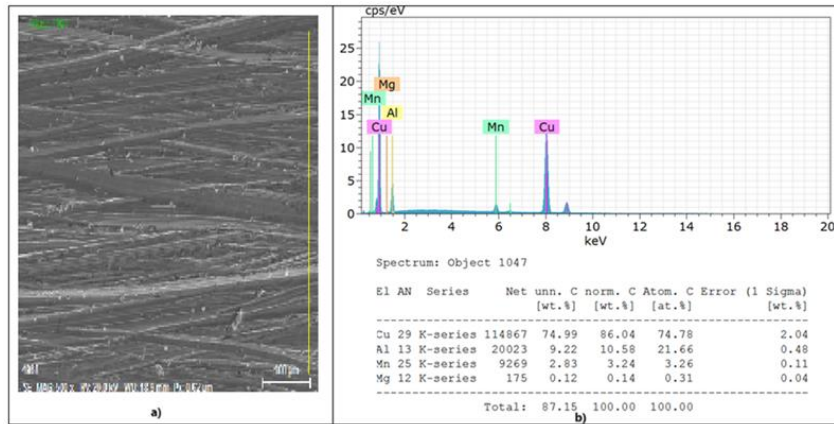 a)
cps/eV
25
20
15
10
5
0
Mn
Cu
Mg
Al
Mn
Cu
2 4 6 8 10 12 14 16 18 20
keV
Spectrum: Object 1047
El AN Series Net unn. C norm. C Atom. C Error (1 Sigma)
[wt.%] [wt.%] [at.%] [wt.%]
Cu 29 K-series 114867 74.99 86.04 74.78 2.04
Al 13 K-series 20023 9.22 10.58 21.66 0.48
Mn 25 K-series 9269 2.83 3.24 3.26 0.11
Mg 12 K-series 175 0.12 0.14 0.31 0.04
Total: 87.15 100.00 100.00
b)